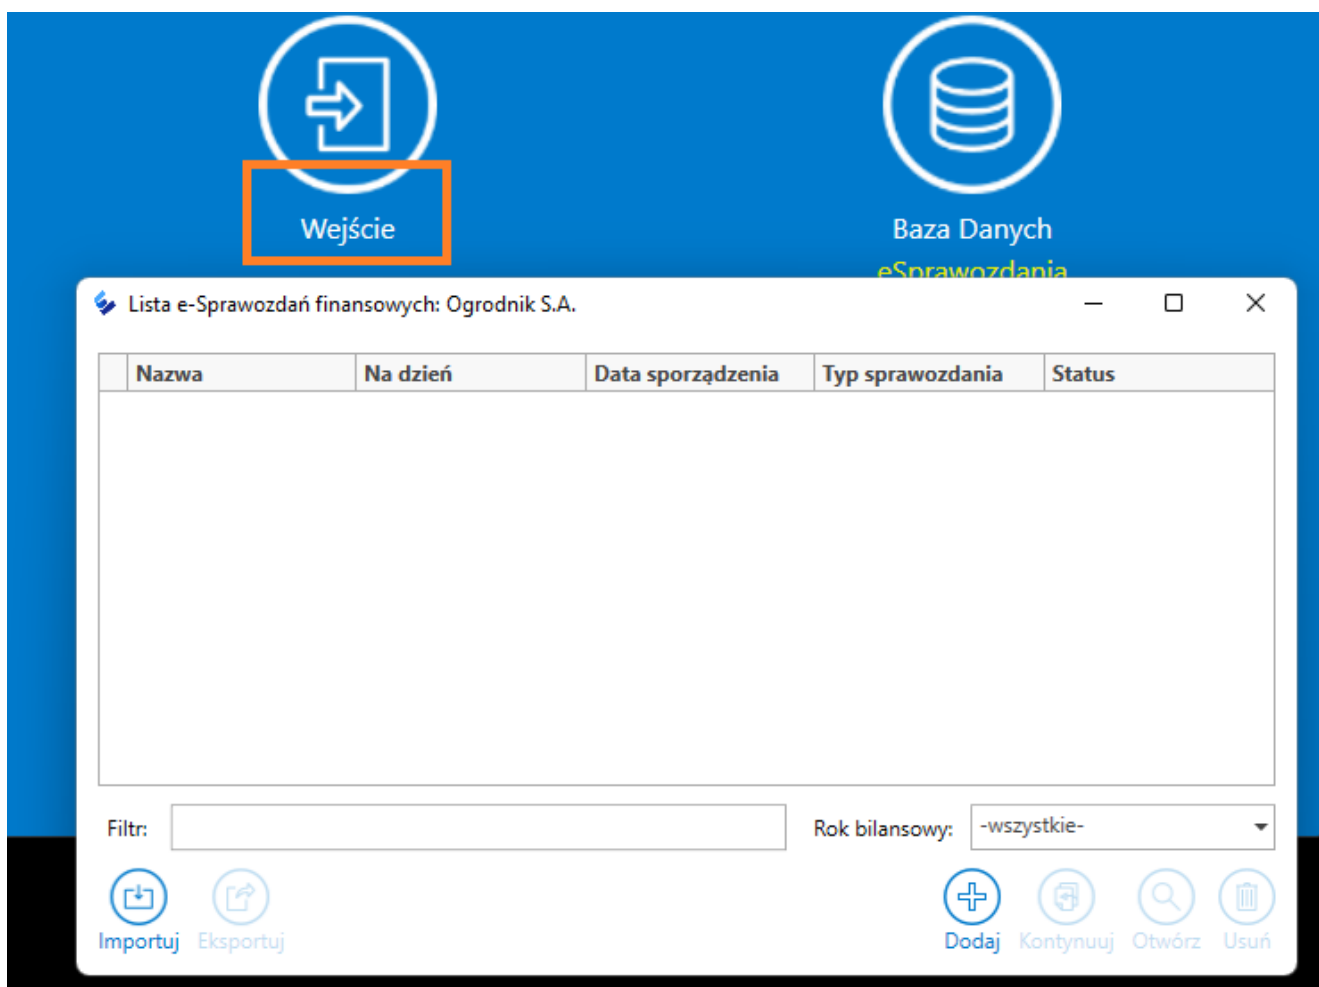 Wejście
Baza Danych
eSprawozdania
Lista e-Sprawozdań finansowych: Ogrodnik S.A.
Nazwa Na dzień Data sporządzenia Typ sprawozdania Status
Filtr: Rok bilansowy: -wszystkie-
Importuj Eksportuj Dodaj Kontynuuj Otwórz Usuń